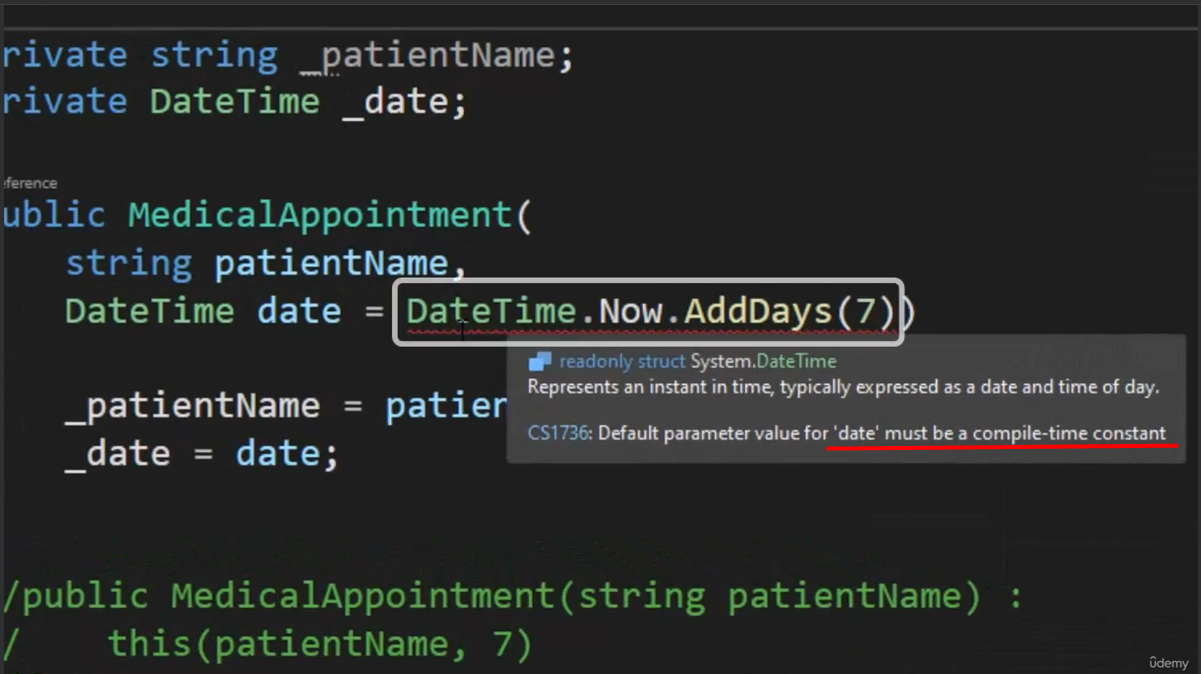 rivate string _patientName;
rivate DateTime _date;
eference
ublic MedicalAppointment(
string patientName,
DateTime date = DateTime.Now.AddDays(7))
readonly struct System.DateTime
Represents an instant in time, typically expressed as a date and time of day.
_patientName = patien
CS1736: Default parameter value for 'date' must be a compile-time constant
_date = date;
/public MedicalAppointment(string patientName) :
/ this(patientName, 7)
ûdemy